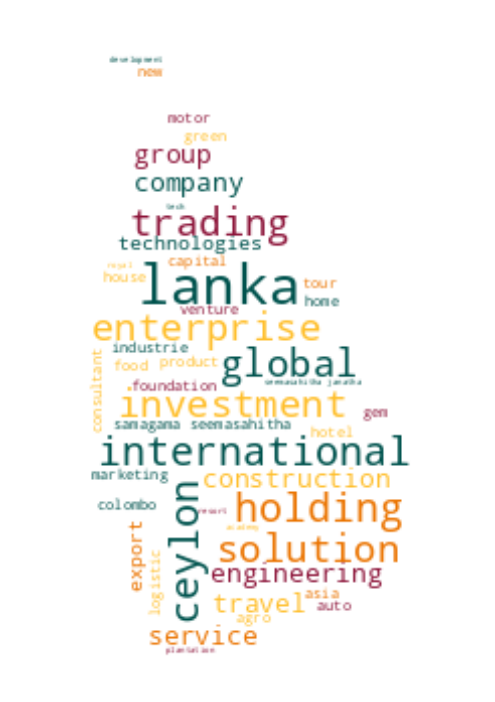 development
new
motor
green
group
company
tech
trading
technologies
capital
royal
house
lanka
tour
home
venture
enterprise
industrie
global
food product
consultant
seemasahitha janatha
foundation
investment
gem
samagama seemasahitha
hotel
international
marketing
construction
colombo
ceylon
resort
holding
academy
export
solution
logistic
engineering
asia
travel
auto
agro
service
plantation